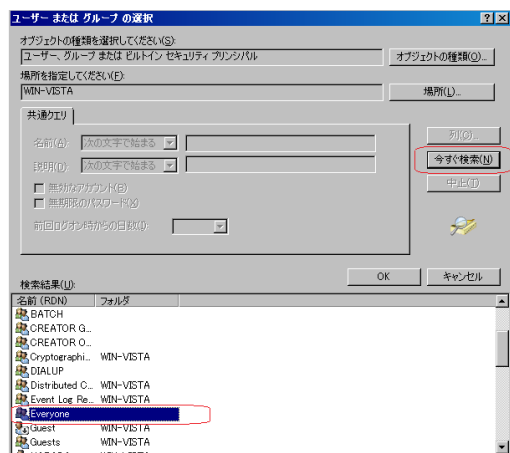 ユーザー または グループ の選択
オブジェクトの種類を選択してください(S):
ユーザー、グループ または ビルトイン セキュリティ プリンシパル
オブジェクトの種類(O)...
場所を指定してください(F):
WIN-VISTA
場所(L)...
共通クエリ
名前(A):
次の文字で始まる
列(C)...
今すぐ検索(N)
説明(D):
次の文字で始まる
中止(T)
無効なアカウント(B)
無期限のパスワード(X)
前回ログオン時からの日数(I):
OK
キャンセル
検索結果(U):
名前 (RDN) フォルダ
BATCH
CREATOR G...
CREATOR O...
Cryptographi... WIN-VISTA
DIALUP
Distributed C... WIN-VISTA
Event Log Re... WIN-VISTA
Everyone
Guest WIN-VISTA
Guests WIN-VISTA